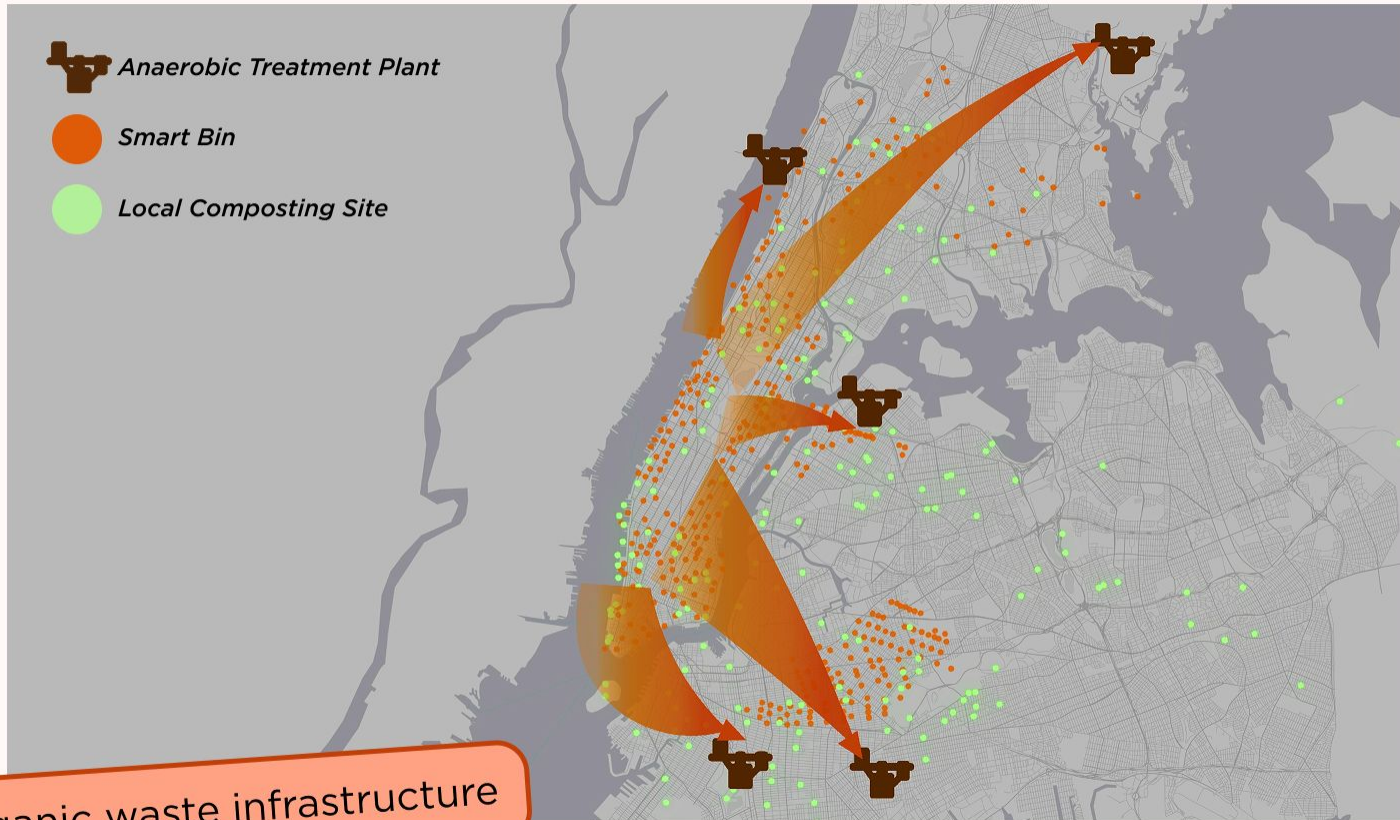 Anaerobic Treatment Plant
Smart Bin
Local Composting Site
waste infrastructure